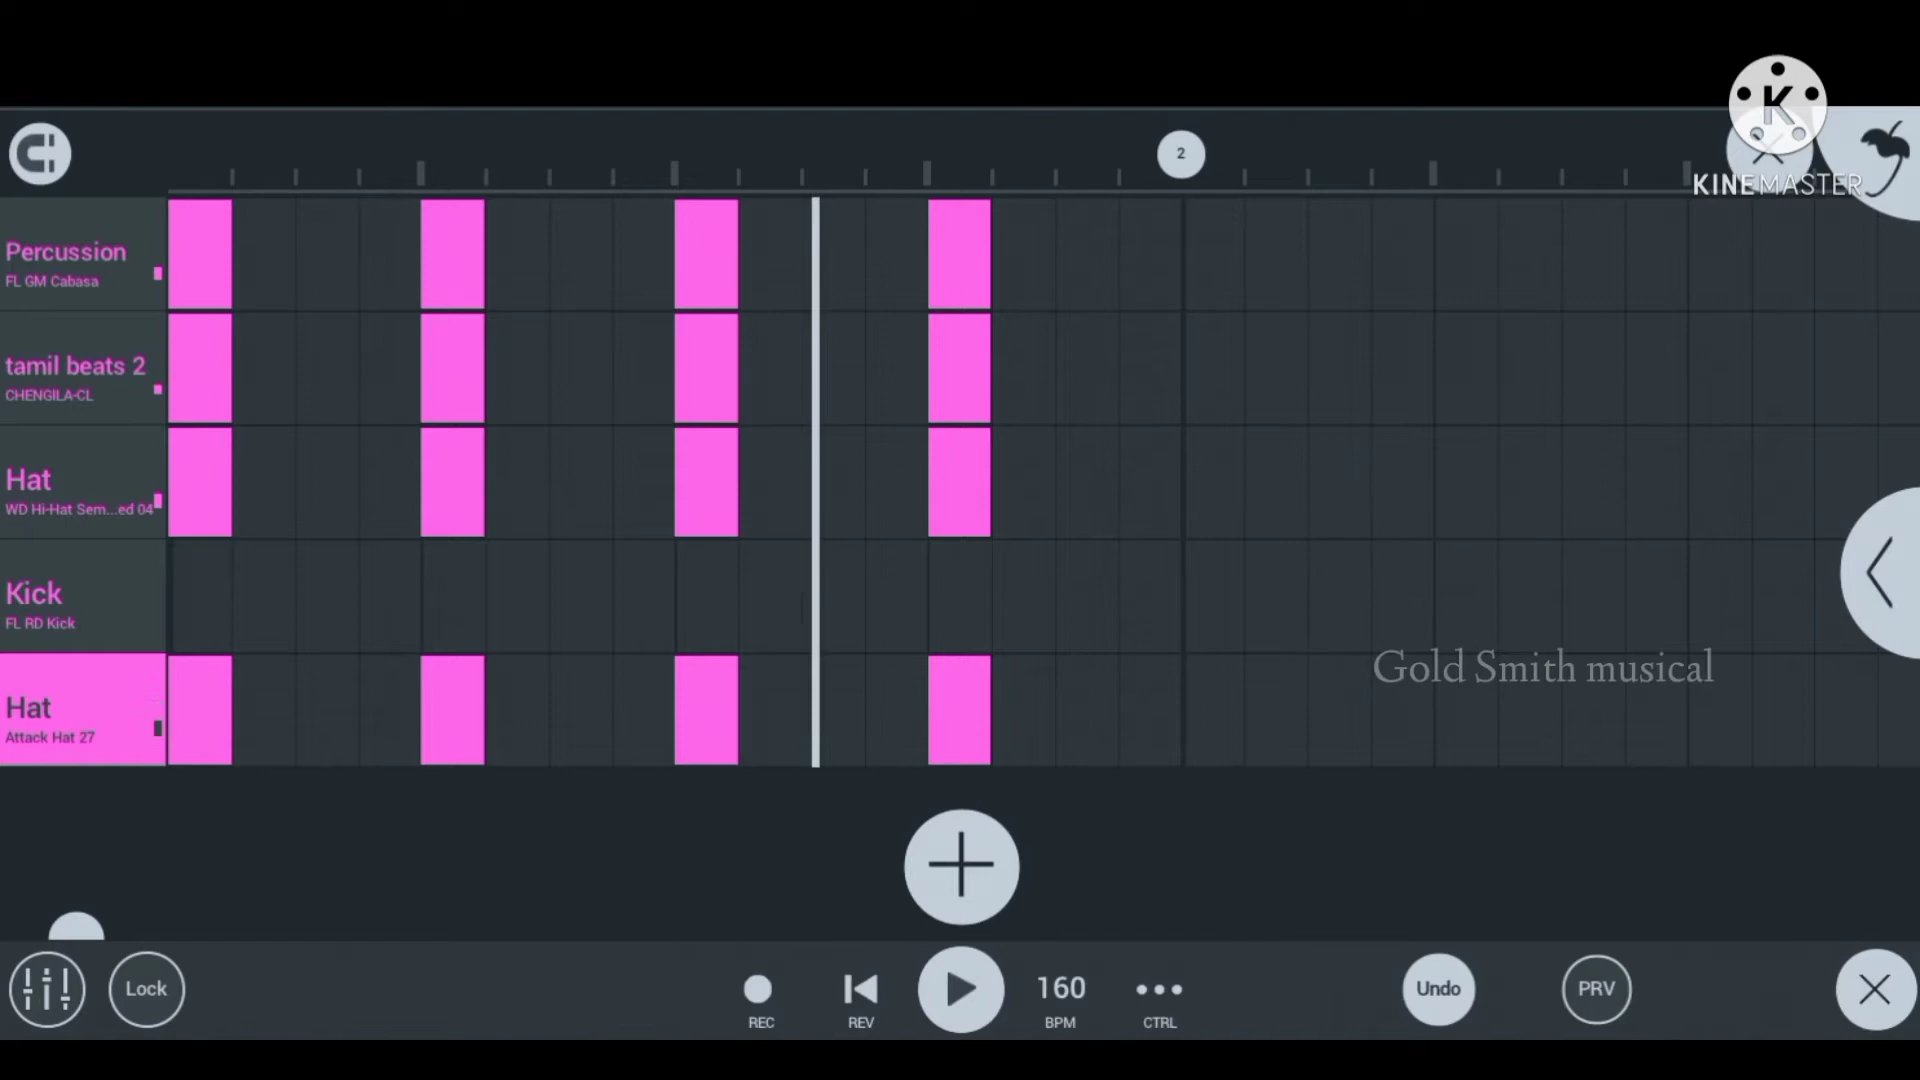 2
K
KINEMASTER
Percussion
FL GM Cabasa
tamil beats 2
CHENGILA-CL
Hat
WD Hi-Hat Sem...ed 04
Kick
FL RD Kick
Gold Smith musical
Hat
Attack Hat 27
Lock
160
Undo
PRV
REC
REV
BPM
CTRL